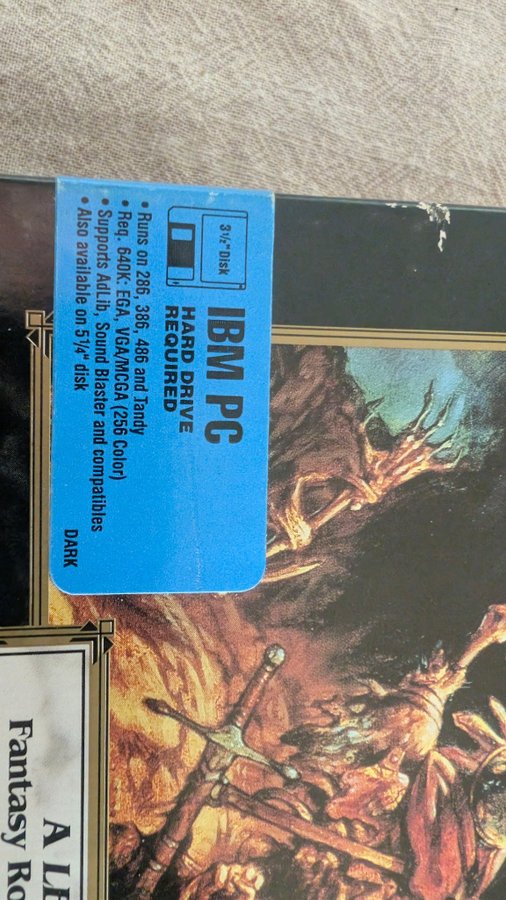 3½" Disk
IBM PC
HARD DRIVE
REQUIRED
• Runs on 286, 386, 486 and Tandy
• Req. 640K: EGA, VGA/MCGA (256 Color)
• Supports AdLib, Sound Blaster and compatibles
• Also available on 5¼" disk
DARK
A LE
Fantasy Ro